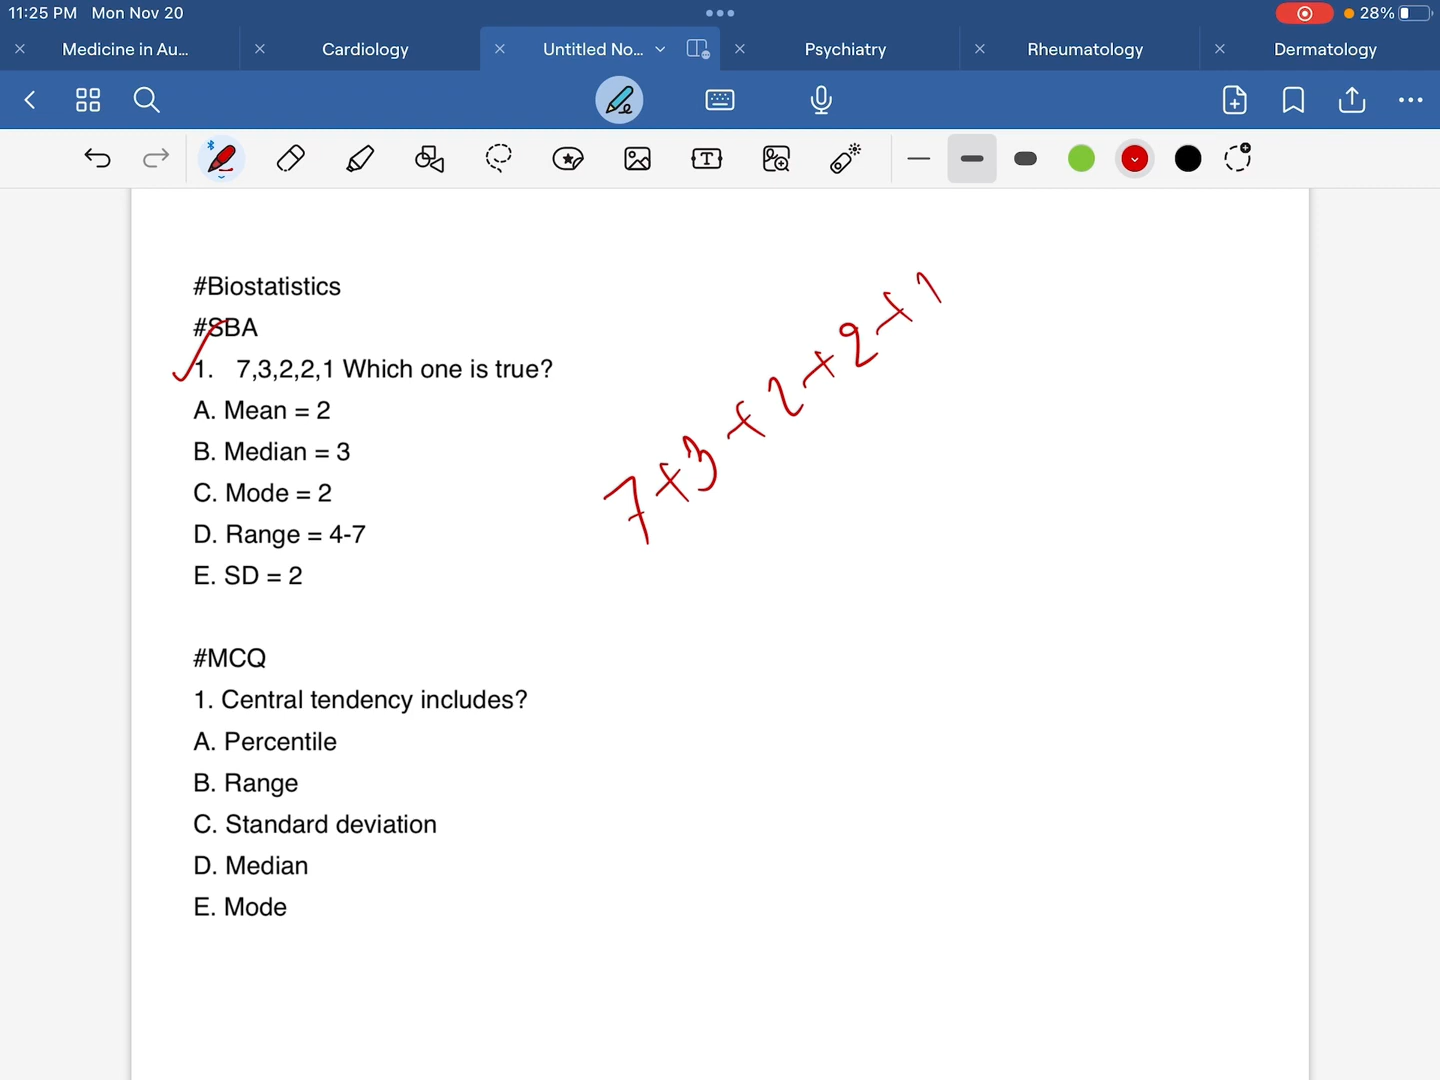 11:25 PM Mon Nov 20
28%
Medicine in Au...
Cardiology
Untitled No...
Psychiatry
Rheumatology
Dermatology
#Biostatistics
#SBA
1. 7,3,2,2,1 Which one is true?
A. Mean = 2
B. Median = 3
C. Mode = 2
D. Range = 4-7
E. SD = 2
7+3+2+2+1
#MCQ
1. Central tendency includes?
A. Percentile
B. Range
C. Standard deviation
D. Median
E. Mode